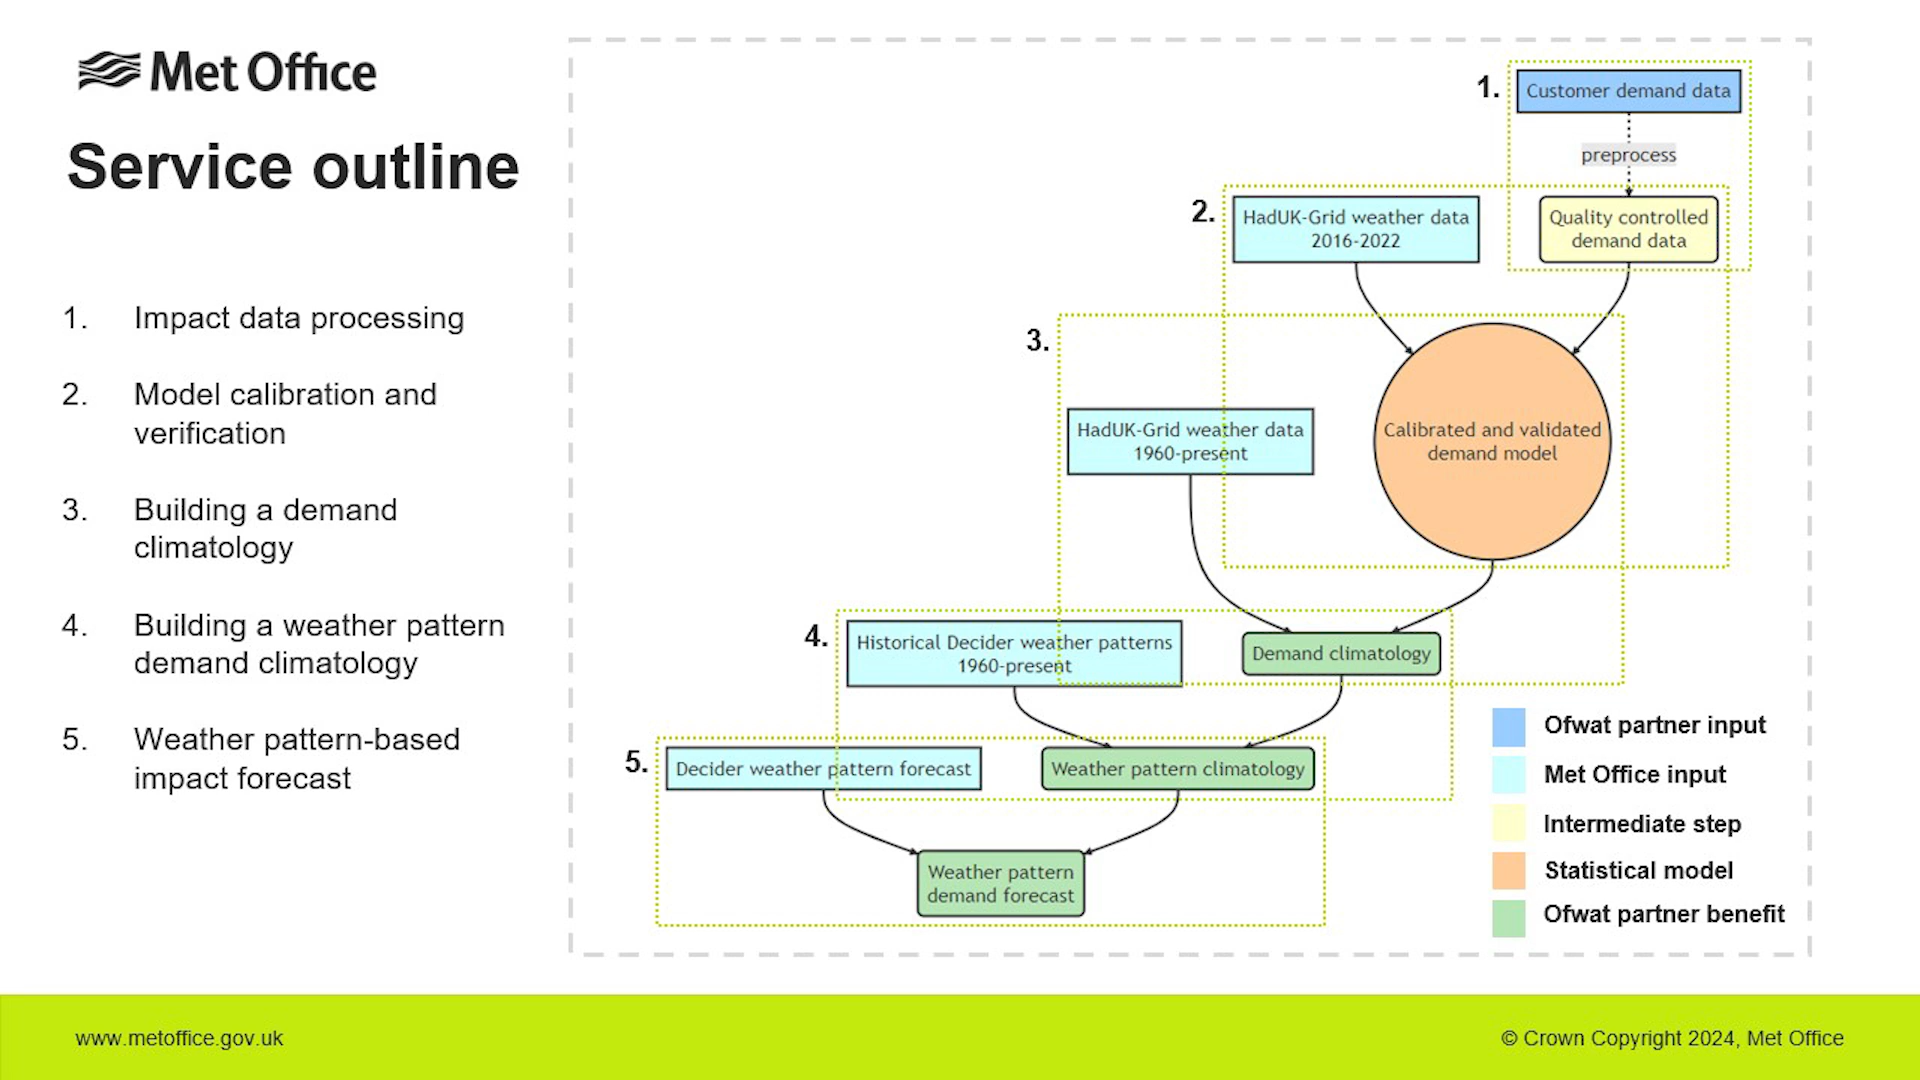 Met Office
Service outline
1. Impact data processing
2. Model calibration and
verification
3. Building a demand
climatology
4. Building a weather pattern
demand climatology
5. Weather pattern-based
impact forecast
1.
Customer demand data
preprocess
2.
HadUK-Grid weather data
2016-2022
Quality controlled
demand data
3.
HadUK-Grid weather data
1960-present
Calibrated and validated
demand model
4.
Historical Decider weather patterns
1960-present
Demand climatology
5.
Decider weather pattern forecast
Weather pattern climatology
Weather pattern
demand forecast
Ofwat partner input
Met Office input
Intermediate step
Statistical model
Ofwat partner benefit
www.metoffice.gov.uk
© Crown Copyright 2024, Met Office